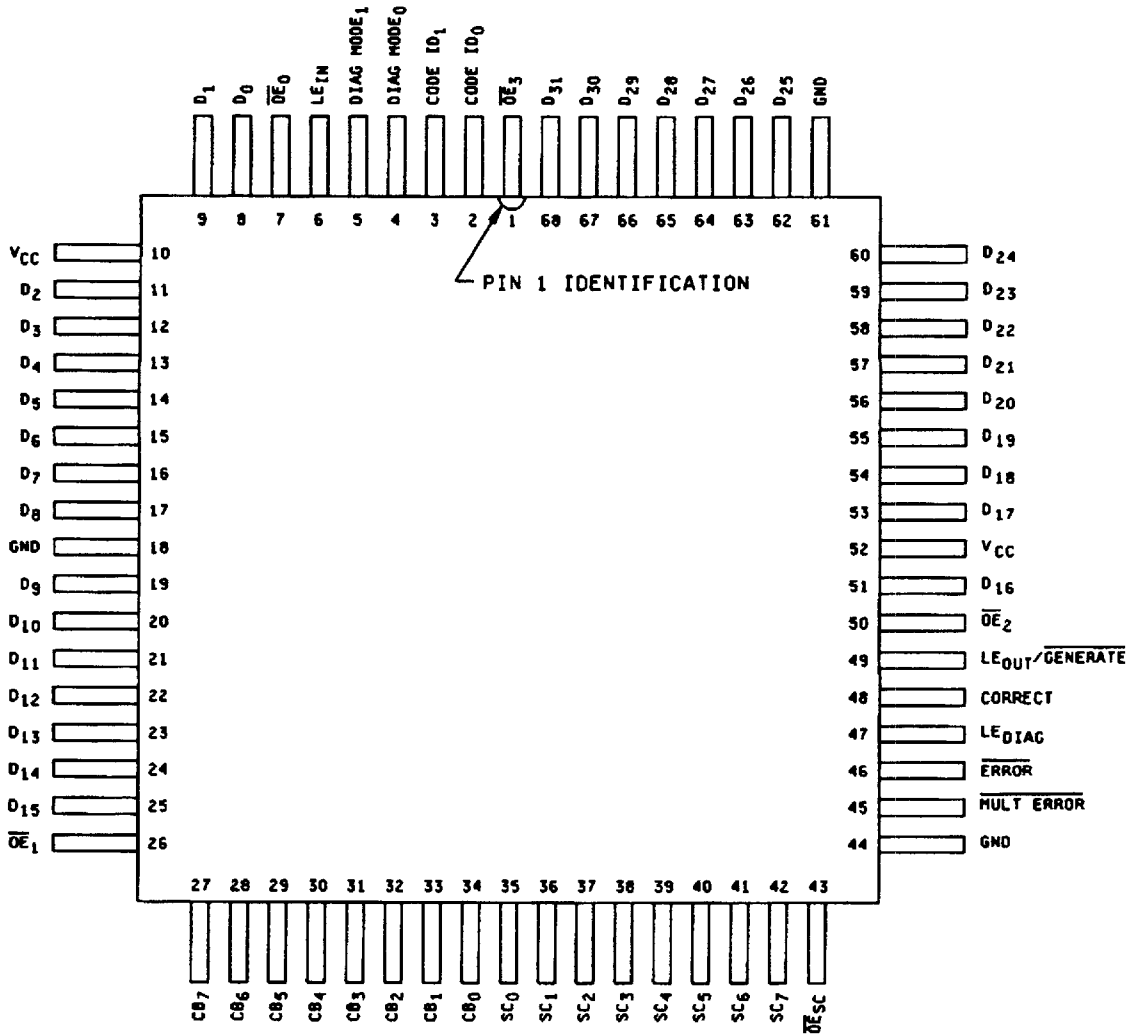 D1
D0
OE0
LEIN
DIAG MODE1
DIAG MODE0
CODE ID1
CODE ID0
OE3
D31
D30
D29
D28
D27
D26
D25
GND
9 8 7 6 5 4 3 2 1 68 67 66 65 64 63 62 61
PIN 1 IDENTIFICATION
VCC 10
D2 11
D3 12
D4 13
D5 14
D6 15
D7 16
D8 17
GND 18
D9 19
D10 20
D11 21
D12 22
D13 23
D14 24
D15 25
OE1 26
60 D24
59 D23
58 D22
57 D21
56 D20
55 D19
54 D18
53 D17
52 VCC
51 D16
50 OE2
49 LEOUT/GENERATE
48 CORRECT
47 LEDIAG
46 ERROR
45 MULT ERROR
44 GND
27 28 29 30 31 32 33 34 35 36 37 38 39 40 41 42 43
CB7
CB6
CB5
CB4
CB3
CB2
CB1
CB0
SC0
SC1
SC2
SC3
SC4
SC5
SC6
SC7
OESC